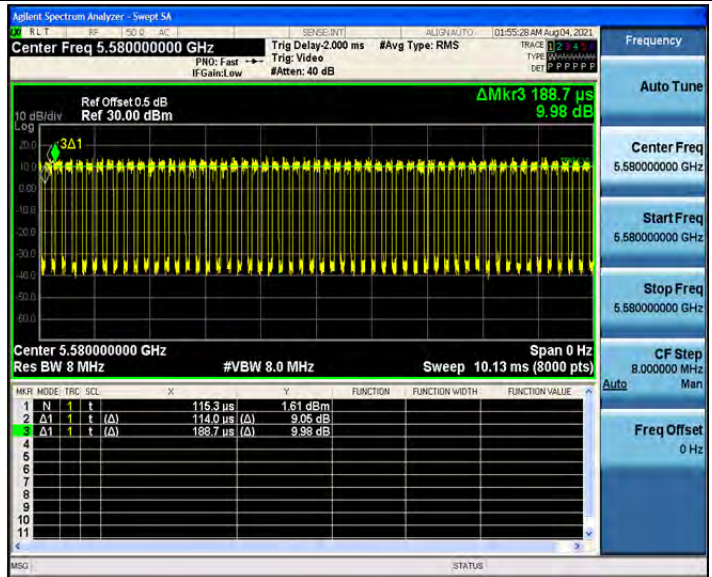 Agilent Spectrum Analyzer - Swept SA
RLT RF 50 Ω AC SENSE:INT ALIGN AUTO 01:55:28 AM Aug 04, 2021
Center Freq 5.580000000 GHz
PNO: Fast
IFGain:Low
Trig Delay-2.000 ms
Trig: Video
#Atten: 40 dB
#Avg Type: RMS
TRACE 1 2 3 4 5 6
TYPE
DET P P P P P P
Frequency
Auto Tune
Center Freq
5.580000000 GHz
Start Freq
5.580000000 GHz
Stop Freq
5.580000000 GHz
CF Step
8.000000 MHz
Auto Man
Freq Offset
0 Hz
Ref Offset 0.5 dB
ΔMkr3 188.7 µs
10 dB/div Ref 30.00 dBm 9.98 dB
Log
20.0
3Δ1
10.0
0.00
-10.0
-20.0
-30.0
-40.0
-50.0
-60.0
Center 5.580000000 GHz Span 0 Hz
Res BW 8 MHz #VBW 8.0 MHz Sweep 10.13 ms (8000 pts)
MKR MODE TRC SCL X Y FUNCTION FUNCTION WIDTH FUNCTION VALUE
1 N 1 t 115.3 µs 1.61 dBm
2 Δ1 1 t (Δ) 114.0 µs (Δ) 9.05 dB
3 Δ1 1 t (Δ) 188.7 µs (Δ) 9.98 dB
4
5
6
7
8
9
10
11
MSG STATUS